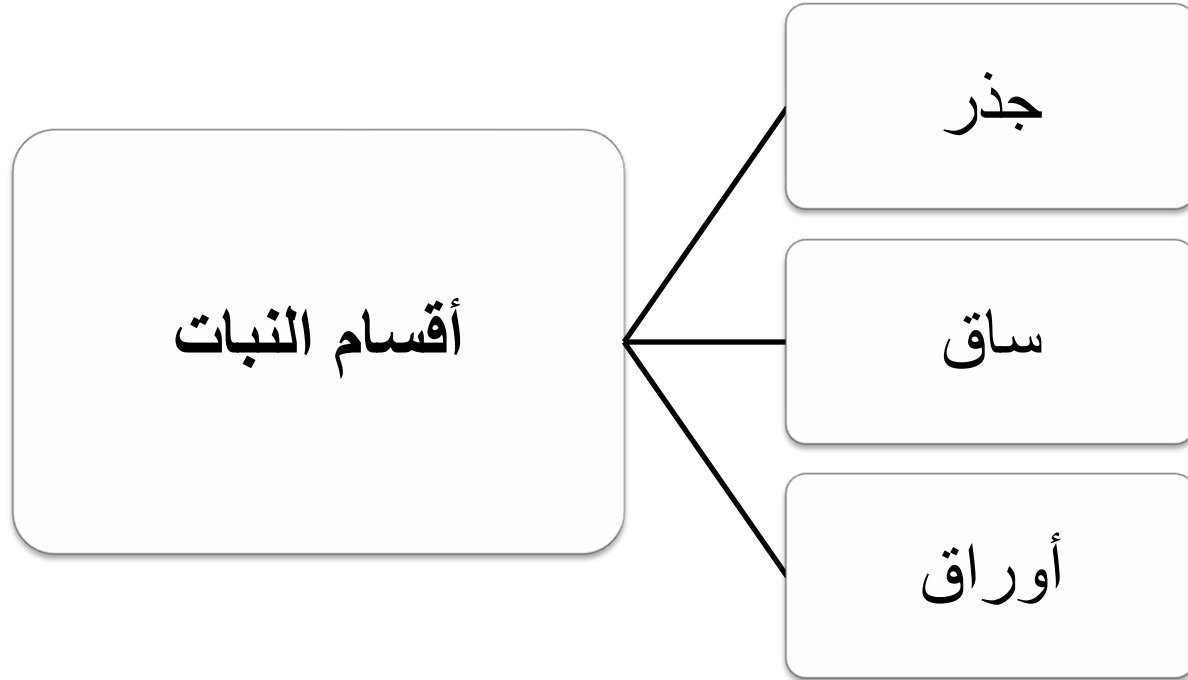 أقسام النبات
جذر
ساق
أوراق